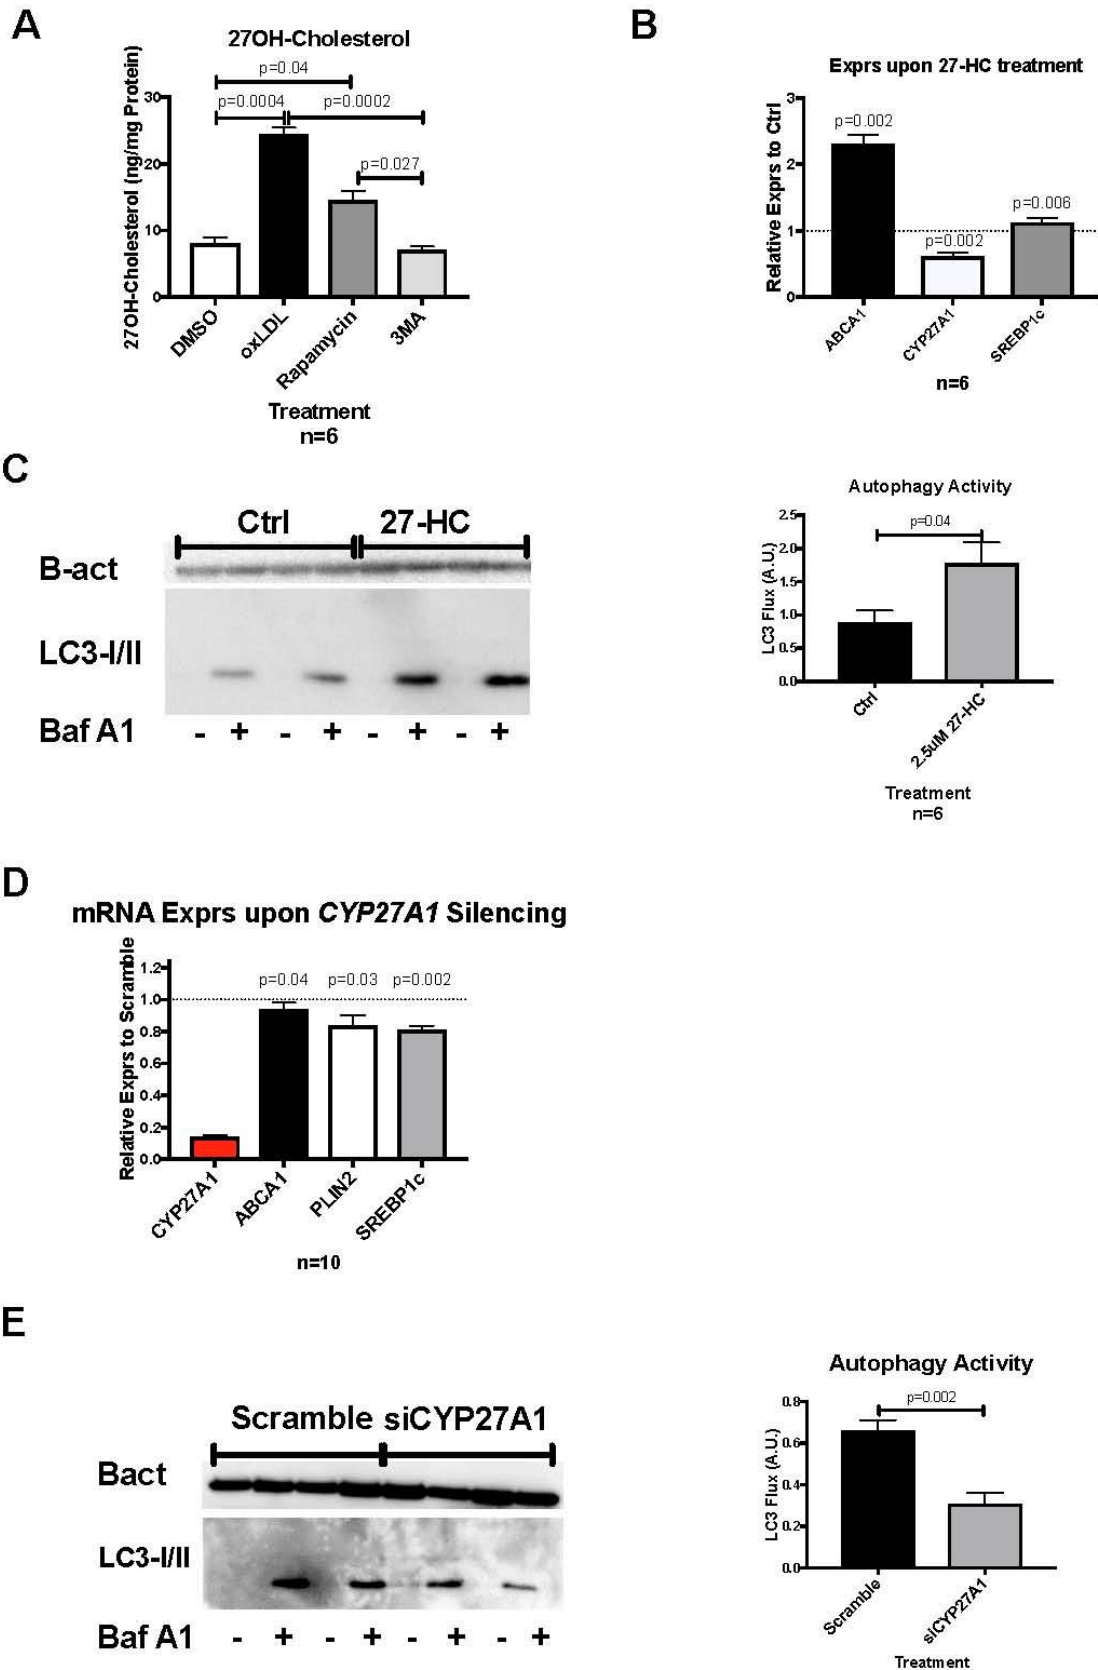 A
27OH-Cholesterol
p=0.04
p=0.0004
p=0.0002
p=0.027
27OH-Cholesterol (ng/mg Protein)
30
20
10
0
DMSO
oxLDL
Rapamycin
3MA
Treatment
n=6
B
Exprs upon 27-HC treatment
Relative Exprs to Ctrl
3
2
1
0
p=0.002
p=0.002
p=0.006
ABCA1
CYP27A1
SREBP1c
n=6
C
Ctrl
27-HC
B-act
LC3-I/II
Baf A1
- + - + - + - +
Autophagy Activity
p=0.04
LC3 Flux (A.U.)
2.5
2.0
1.5
1.0
0.5
0.0
Ctrl
2.5uM 27-HC
Treatment
n=6
D
mRNA Exprs upon CYP27A1 Silencing
Relative Exprs to Scramble
1.2
1.0
0.8
0.6
0.4
0.2
0.0
p=0.04
p=0.03
p=0.002
CYP27A1
ABCA1
PLIN2
SREBP1c
n=10
E
Scramble siCYP27A1
Bact
LC3-I/II
Baf A1
- + - + - + - +
Autophagy Activity
p=0.002
LC3 Flux (A.U.)
0.8
0.6
0.4
0.2
0.0
Scramble
siCYP27A1
Treatment